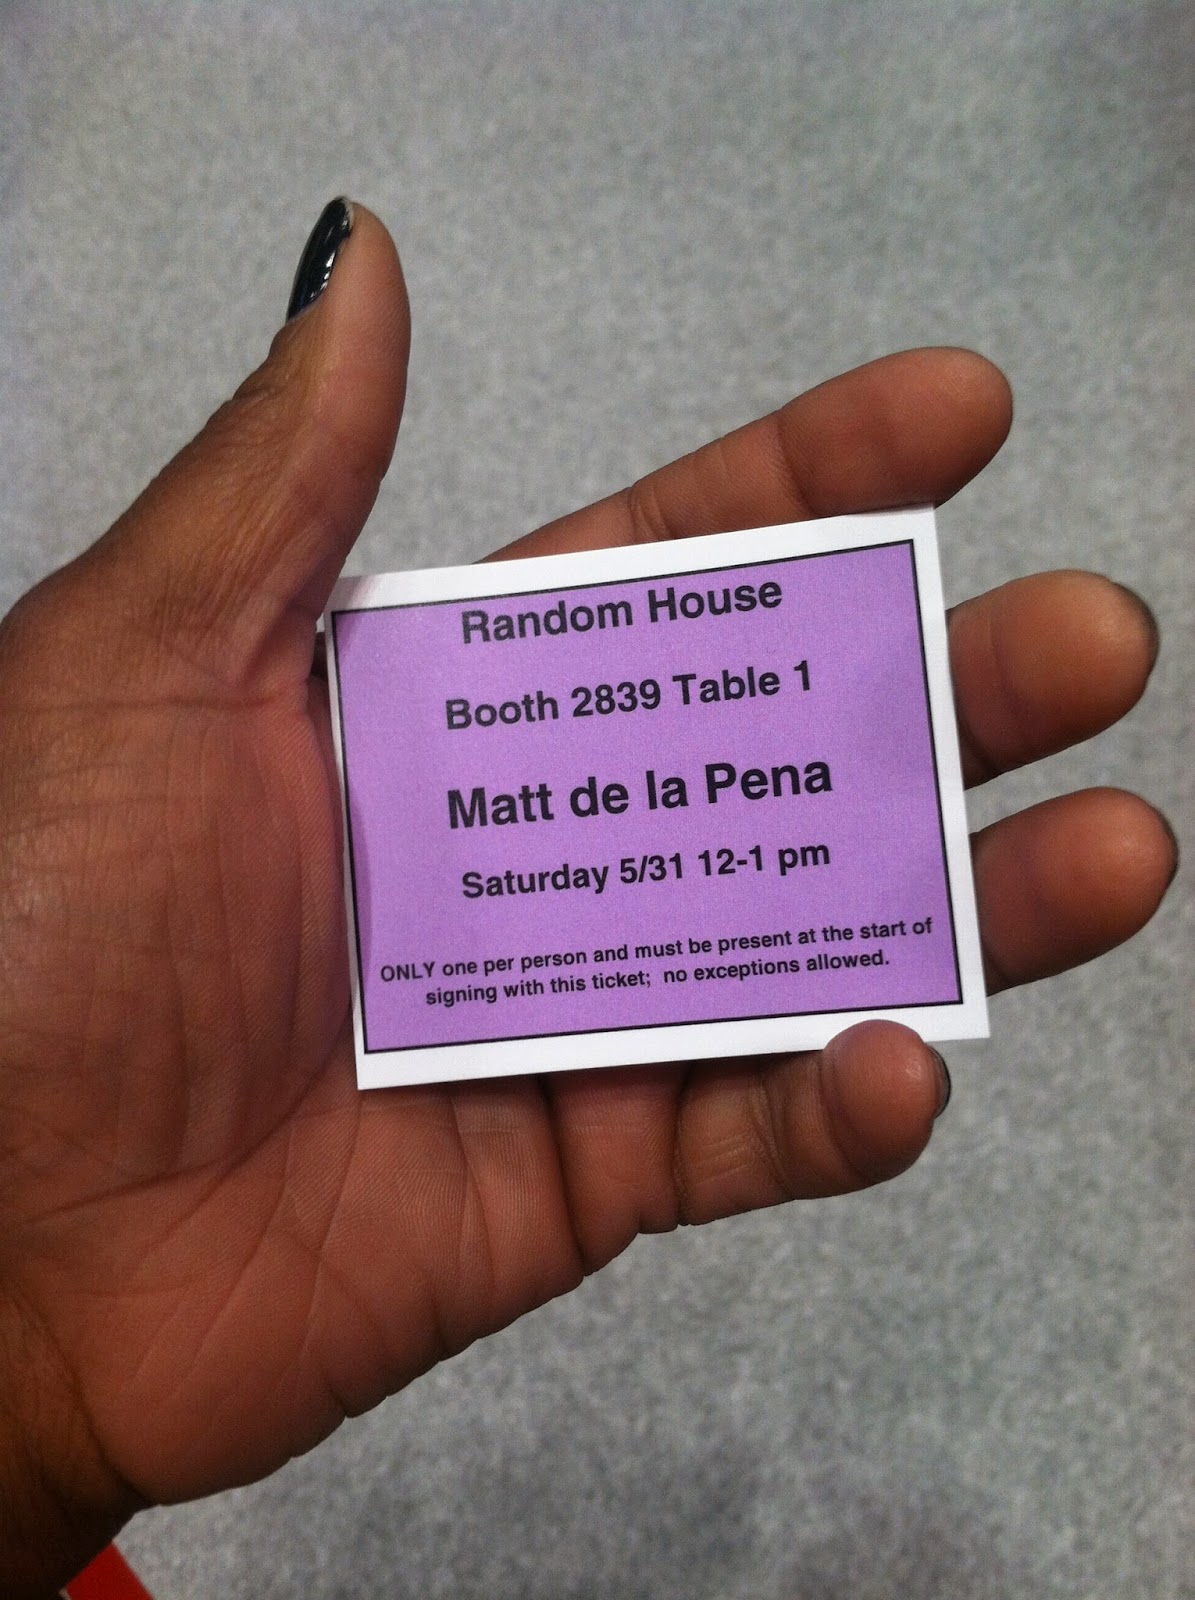 Random House
Booth 2839 Table 1
Matt de la Pena
Saturday 5/31 12-1 pm
ONLY one per person and must be present at the start of
signing with this ticket; no exceptions allowed.